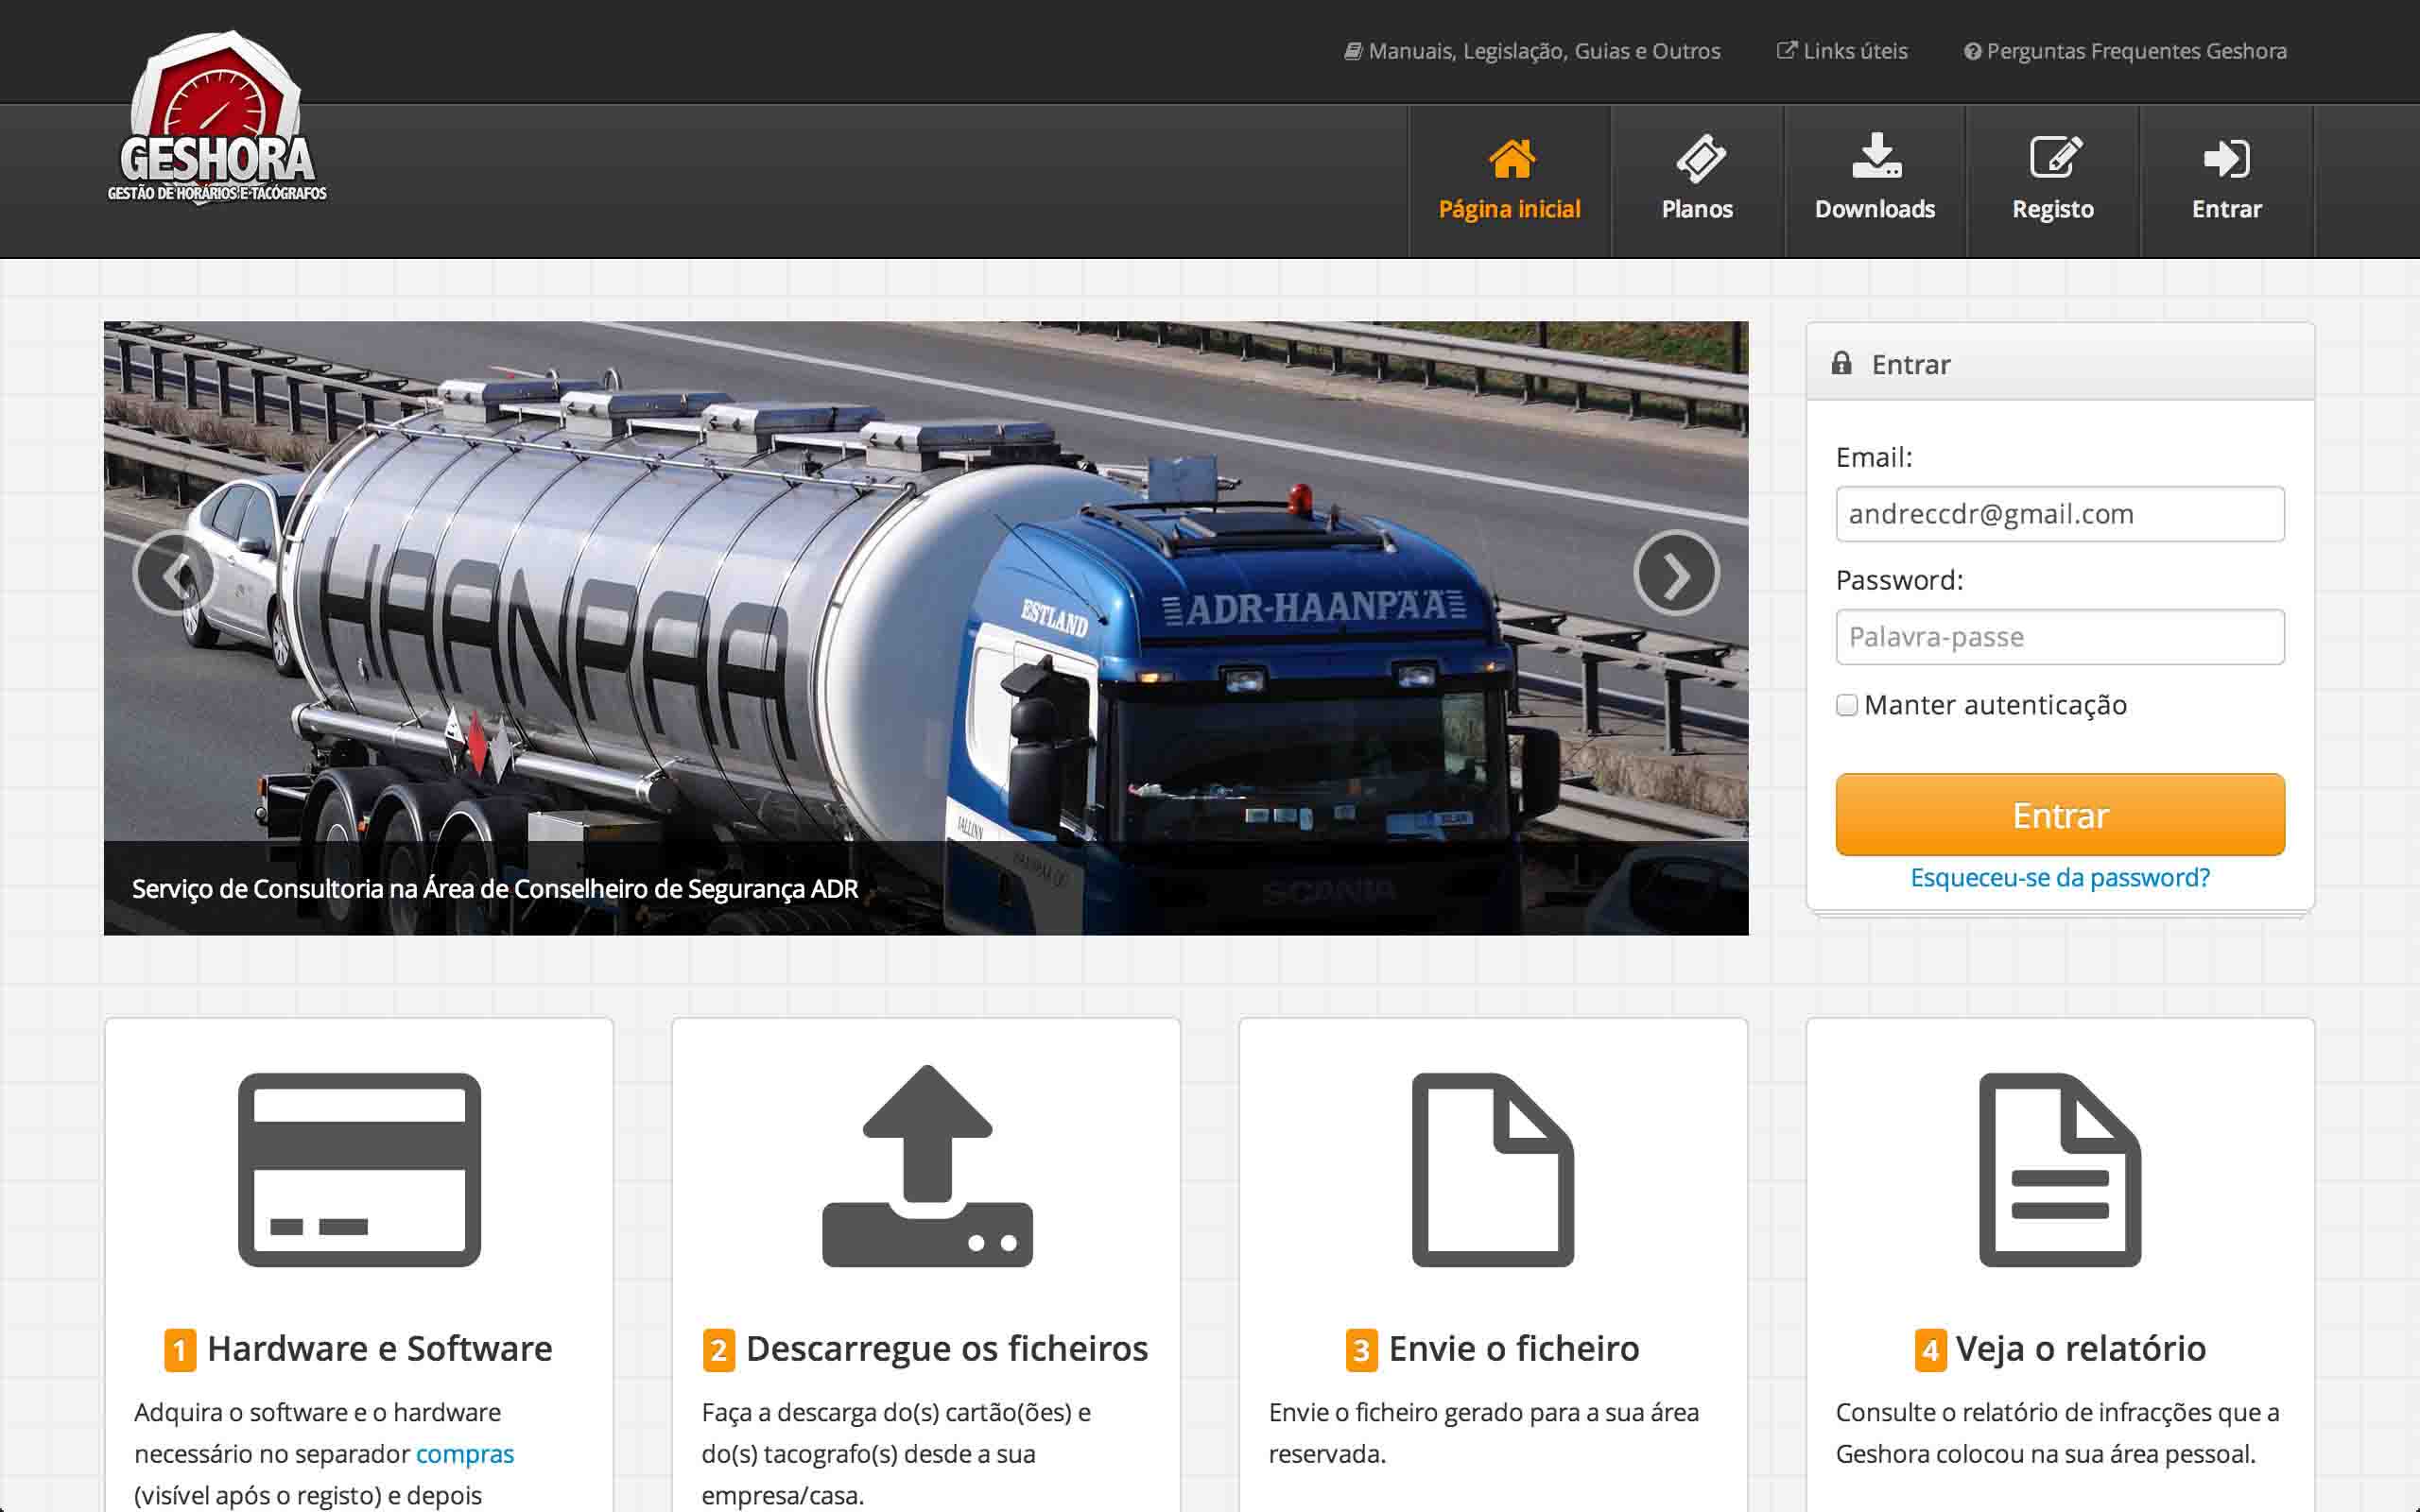 Manuais, Legislação, Guias e Outros
Links úteis
Perguntas Frequentes Geshora
GESHORA
GESTÃO DE HORÁRIOS E TACÓGRAFOS
Página inicial
Planos
Downloads
Registo
Entrar
HAANPAA
ESTLAND
ADR-HAANPÄÄ
TALLINN
SCANIA
Serviço de Consultoria na Área de Conselheiro de Segurança ADR
Entrar
Email:
andreccdr@gmail.com
Password:
Palavra-passe
Manter autenticação
Entrar
Esqueceu-se da password?
1 Hardware e Software
Adquira o software e o hardware
necessário no separador compras
(visível após o registo) e depois
2 Descarregue os ficheiros
Faça a descarga do(s) cartão(ões) e
do(s) tacografo(s) desde a sua
empresa/casa.
3 Envie o ficheiro
Envie o ficheiro gerado para a sua área
reservada.
4 Veja o relatório
Consulte o relatório de infracções que a
Geshora colocou na sua área pessoal.